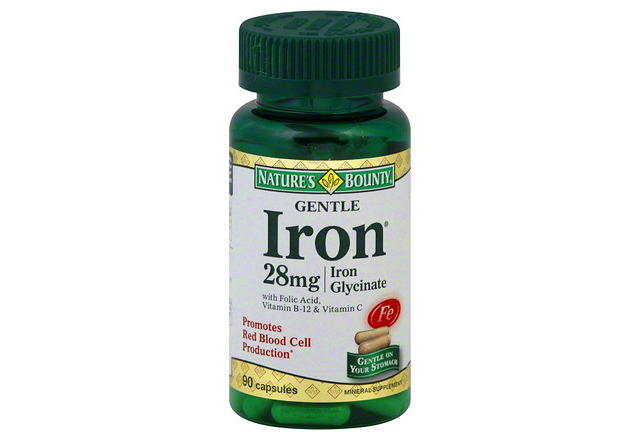 NATURE'S BOUNTY®
GENTLE
Iron®
28mg | Iron
Glycinate
with Folic Acid,
Vitamin B-12 & Vitamin C
Fe
Promotes
Red Blood Cell
Production*
GENTLE ON
YOUR STOMACH
90 capsules
MINERAL SUPPLEMENT